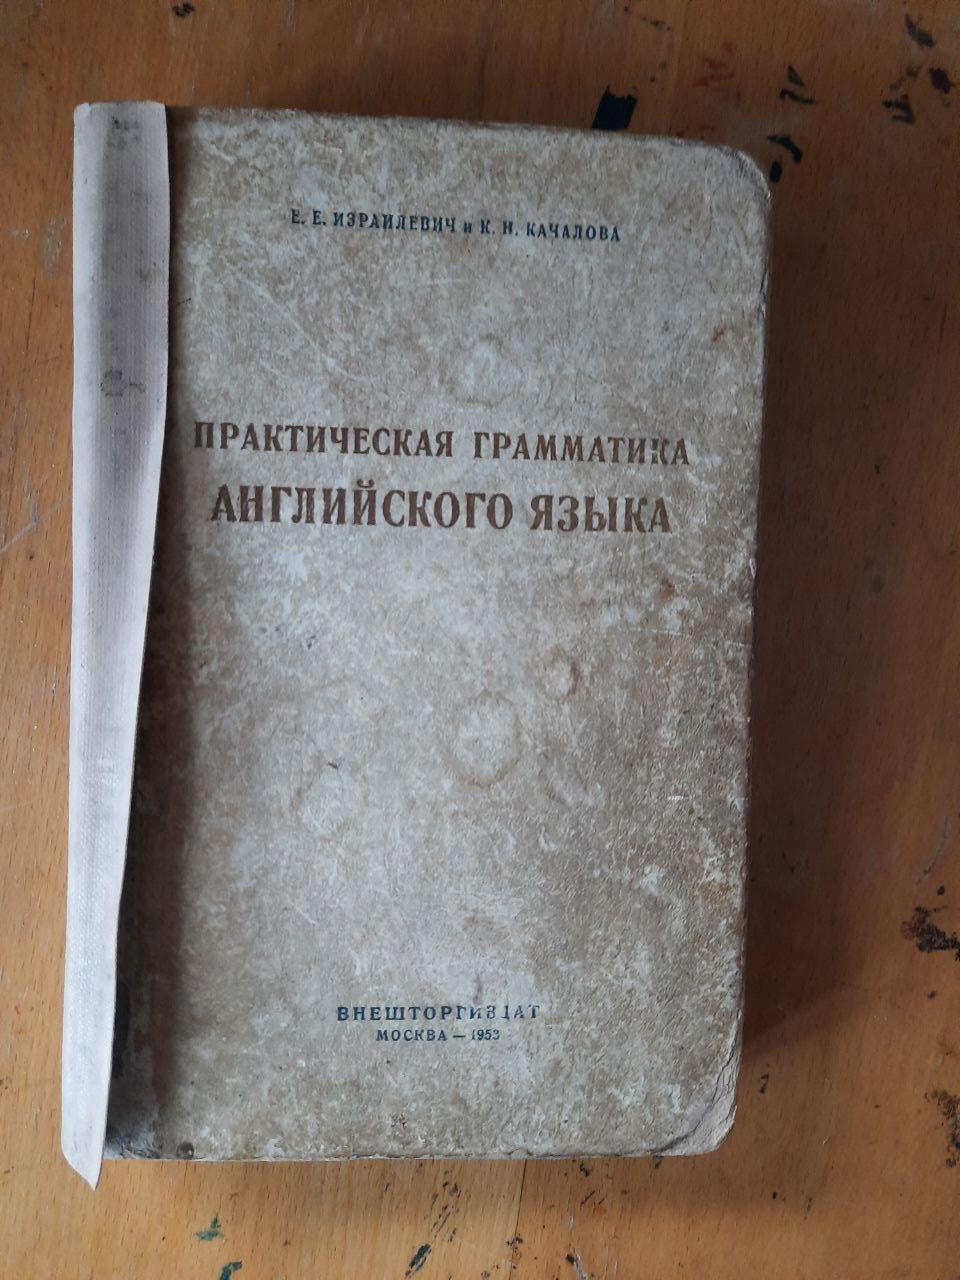 Е. Е. ИЗРАИЛЕВИЧ и К. Н. КАЧАЛОВА
ПРАКТИЧЕСКАЯ ГРАММАТИКА
АНГЛИЙСКОГО ЯЗЫКА
ВНЕШТОРГИЗДАТ
МОСКВА — 1953